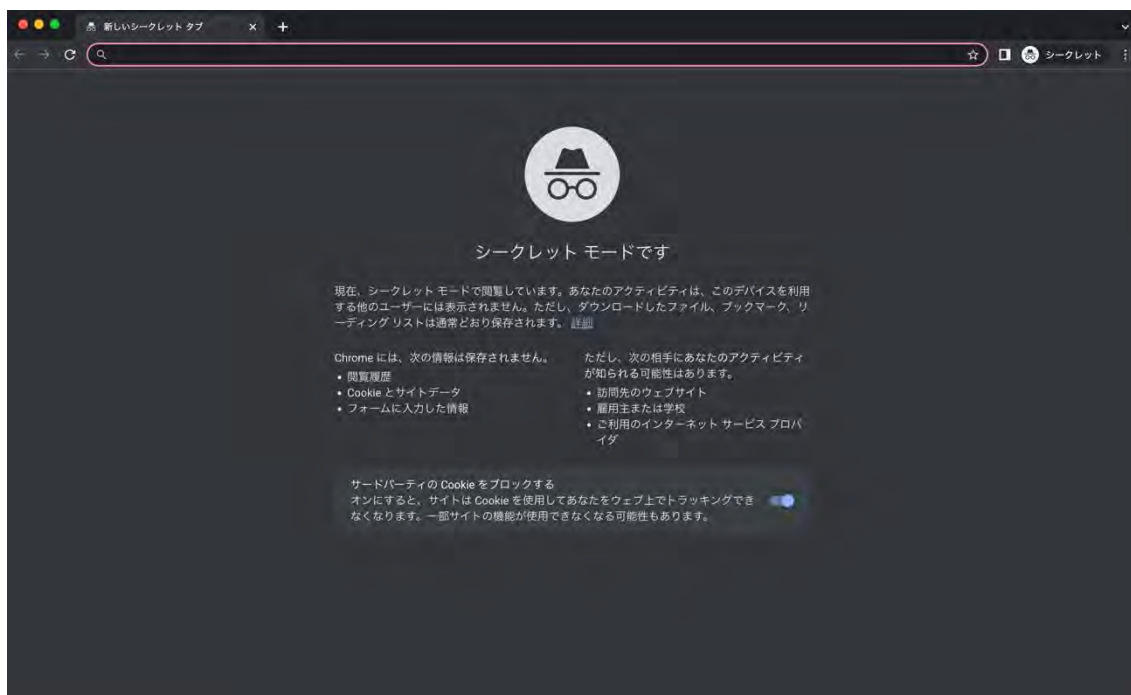 新しいシークレット タブ
シークレット
シークレット モードです
現在、シークレット モードで閲覧しています。あなたのアクティビティは、このデバイスを利用
する他のユーザーには表示されません。ただし、ダウンロードしたファイル、ブックマーク、リ
ーディング リストは通常どおり保存されます。 詳細
Chrome には、次の情報は保存されません。
• 閲覧履歴
• Cookie とサイトデータ
• フォームに入力した情報
ただし、次の相手にあなたのアクティビティ
が知られる可能性はあります。
• 訪問先のウェブサイト
• 雇用主または学校
• ご利用のインターネット サービス プロバ
イダ
サードパーティの Cookie をブロックする
オンにすると、サイトは Cookie を使用してあなたをウェブ上でトラッキングでき
なくなります。一部サイトの機能が使用できなくなる可能性もあります。